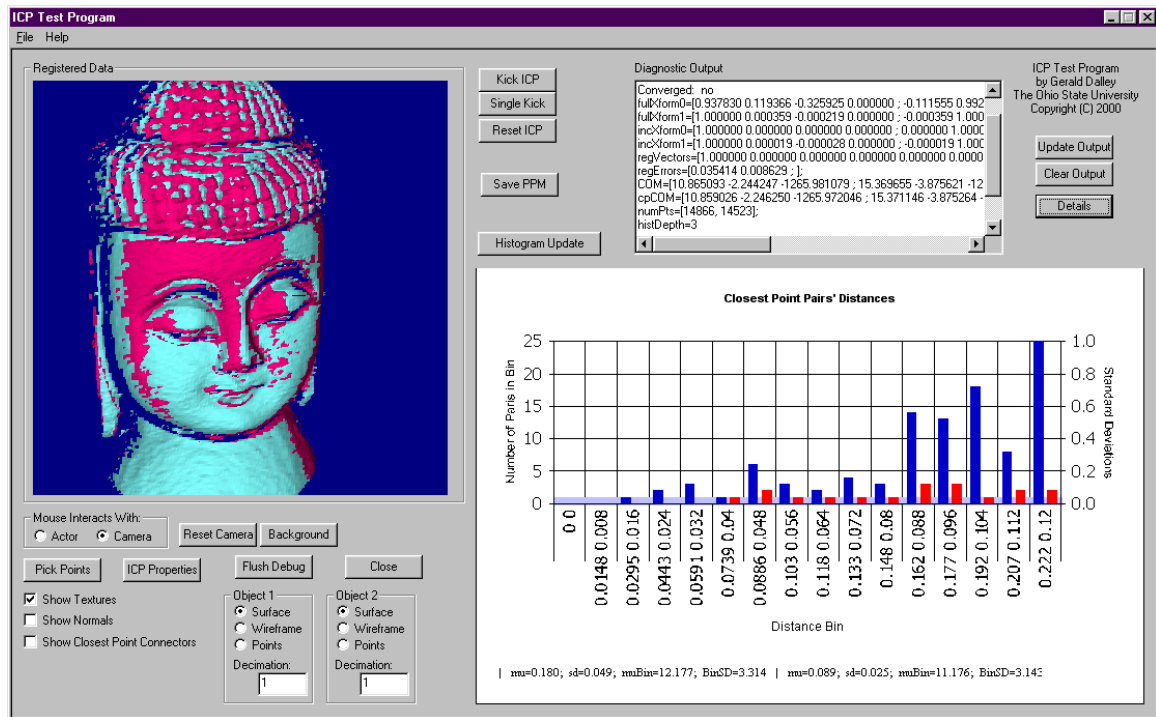 ICP Test Program
File Help
Registered Data
Kick ICP
Single Kick
Reset ICP
Save PPM
Histogram Update
Diagnostic Output
Converged: no
fullXform0=[0.937830 0.119366 -0.325925 0.000000 ; -0.111555 0.992
fullXform1=[1.000000 0.000359 -0.000219 0.000000 ; -0.000359 1.000
incXform0=[1.000000 0.000000 0.000000 0.000000 ; 0.000000 1.0000
incXform1=[1.000000 0.000019 -0.000028 0.000000 ; -0.000019 1.000
regVectors=[1.000000 0.000000 0.000000 0.000000 0.000000 0.0000
regErrors=[0.035414 0.008629 ; ];
COM=[10.865093 -2.244247 -1265.981079 ; 15.369655 -3.875621 -12
cpCOM=[10.859026 -2.246250 -1265.972046 ; 15.371146 -3.875264 -
numPts=[14866, 14523];
histDepth=3
ICP Test Program
by Gerald Dalley
The Ohio State University
Copyright (C) 2000
Update Output
Clear Output
Details
Closest Point Pairs' Distances
Number of Paris in Bin
25
20
15
10
5
0
1.0
0.8
0.6
0.4
0.2
0.0
Standard Deviations
0 0
0.0148 0.008
0.0295 0.016
0.0443 0.024
0.0591 0.032
0.0739 0.04
0.0886 0.048
0.103 0.056
0.118 0.064
0.133 0.072
0.148 0.08
0.162 0.088
0.177 0.096
0.192 0.104
0.207 0.112
0.222 0.12
Distance Bin
| mu=0.180; sd=0.049; muBin=12.177; BinSD=3.314 | mu=0.089; sd=0.025; muBin=11.176; BinSD=3.143
Mouse Interacts With:
Actor Camera
Reset Camera
Background
Pick Points
ICP Properties
Flush Debug
Close
Show Textures
Show Normals
Show Closest Point Connectors
Object 1
Surface
Wireframe
Points
Decimation:
1
Object 2
Surface
Wireframe
Points
Decimation:
1